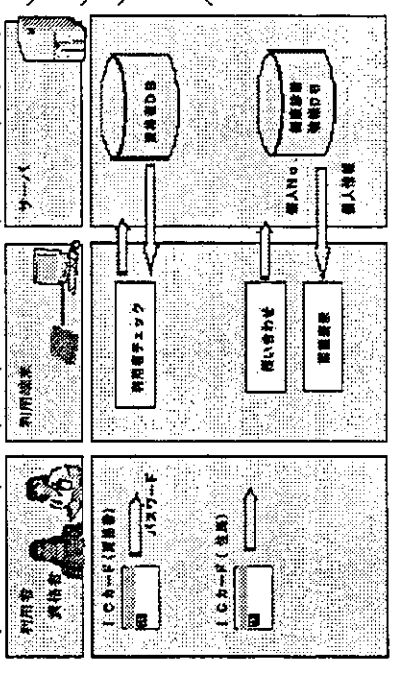 利用者
資格者
利用端末
サーバ
ICカード(資格者)
パスワード
利用者チェック
資格者DB
ICカード(住民)
問い合わせ
個人No.
個人情報